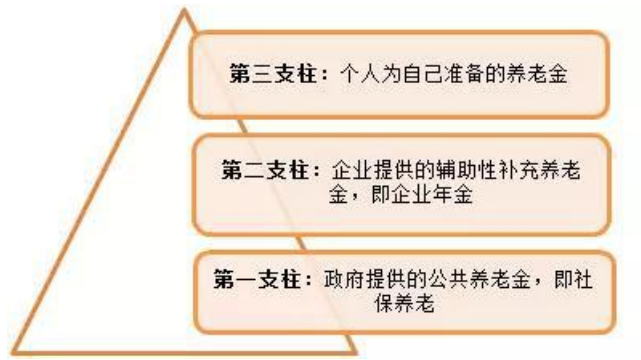 第三支柱：个人为自己准备的养老金
第二支柱：企业提供的辅助性补充养老
金，即企业年金
第一支柱：政府提供的公共养老金，即社
保养老